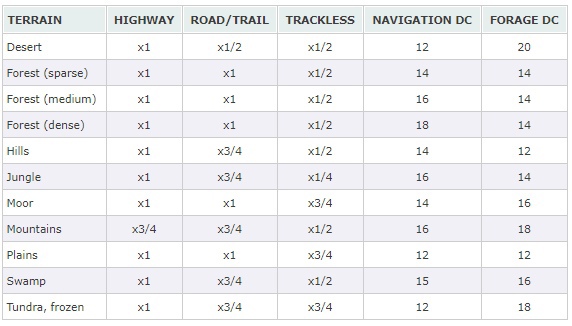 TERRAIN HIGHWAY ROAD/TRAIL TRACKLESS NAVIGATION DC FORAGE DC
Desert x1 x1/2 x1/2 12 20
Forest (sparse) x1 x1 x1/2 14 14
Forest (medium) x1 x1 x1/2 16 14
Forest (dense) x1 x1 x1/2 18 14
Hills x1 x3/4 x1/2 14 12
Jungle x1 x3/4 x1/4 16 14
Moor x1 x1 x3/4 14 16
Mountains x3/4 x3/4 x1/2 16 18
Plains x1 x1 x3/4 12 12
Swamp x1 x3/4 x1/2 15 16
Tundra, frozen x1 x3/4 x3/4 12 18